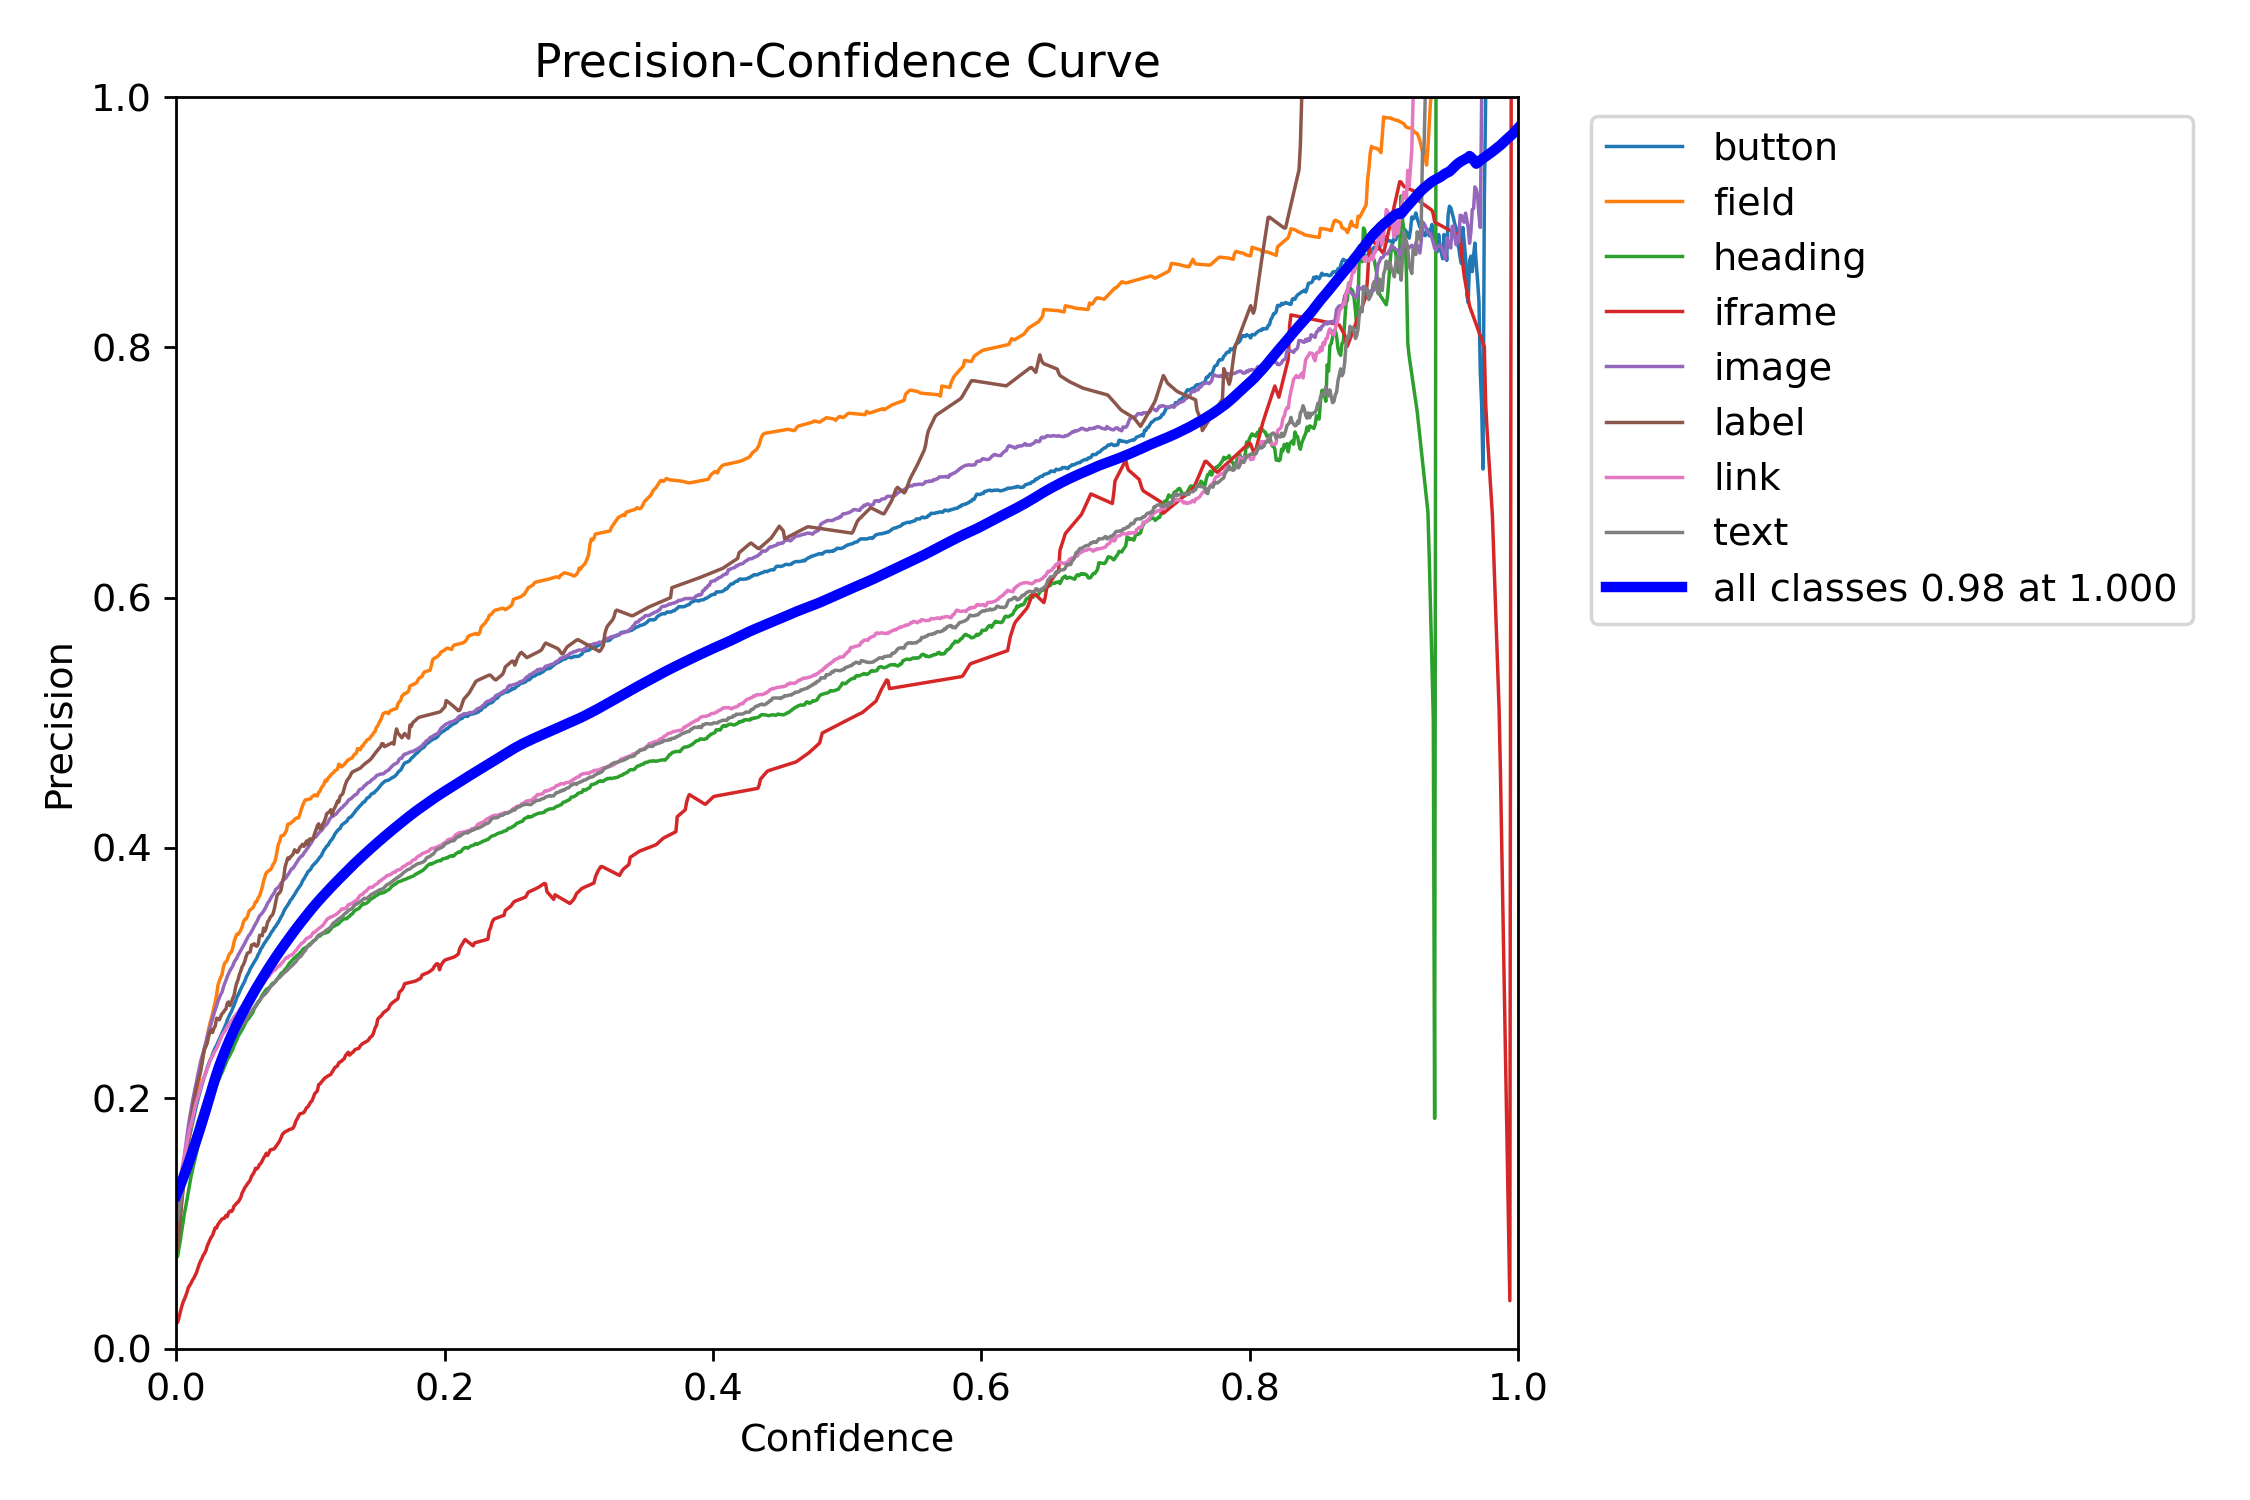 Precision-Confidence Curve
1.0
0.8
0.6
0.4
0.2
0.0
Precision
0.0 0.2 0.4 0.6 0.8 1.0
Confidence
button
field
heading
iframe
image
label
link
text
all classes 0.98 at 1.000